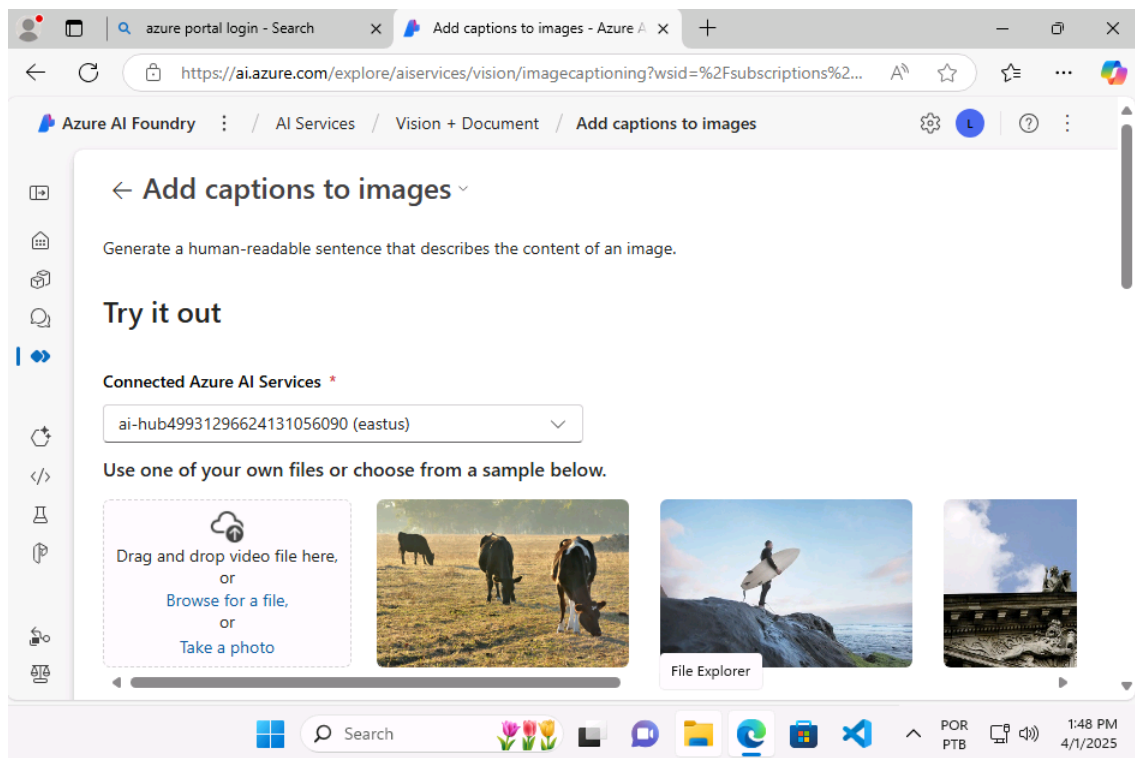 azure portal login - Search
Add captions to images - Azure A
https://ai.azure.com/explore/aiservices/vision/imagecaptioning?wsid=%2Fsubscriptions%2...
Azure AI Foundry / AI Services / Vision + Document / Add captions to images
L
Add captions to images
Generate a human-readable sentence that describes the content of an image.
Try it out
Connected Azure AI Services *
ai-hub49931296624131056090 (eastus)
Use one of your own files or choose from a sample below.
Drag and drop video file here,
or
Browse for a file,
or
Take a photo
File Explorer
Search
POR
PTB
1:48 PM
4/1/2025